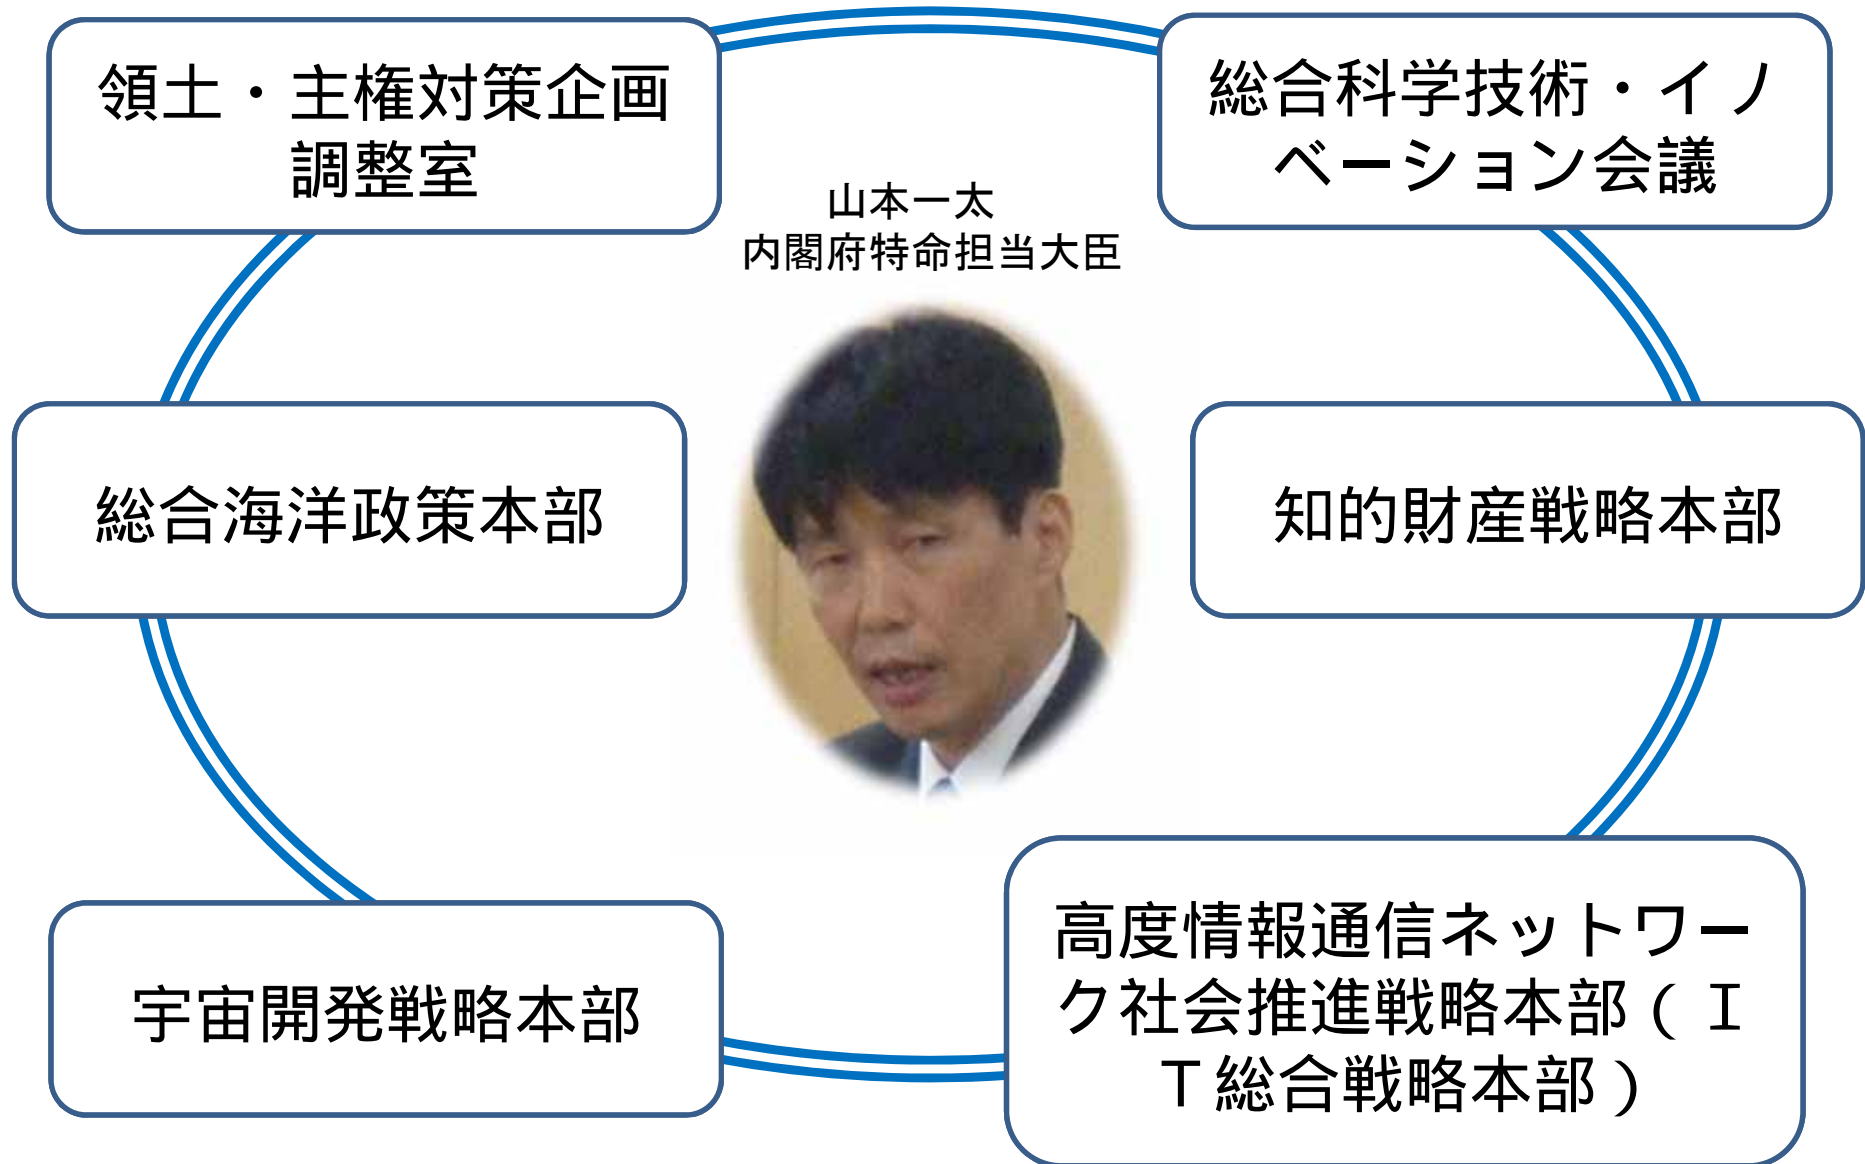 領土・主権対策企画
調整室
総合科学技術・イノ
ベーション会議
山本一太
内閣府特命担当大臣
総合海洋政策本部
知的財産戦略本部
宇宙開発戦略本部
高度情報通信ネットワー
ク社会推進戦略本部（Ｉ
Ｔ総合戦略本部）